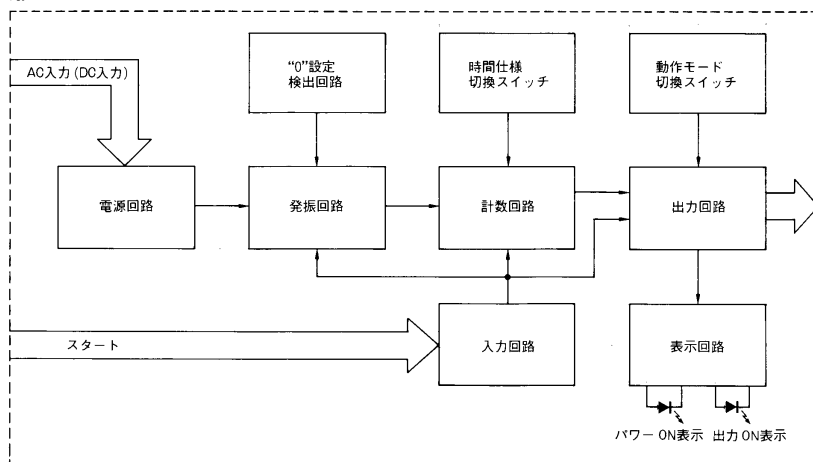 AC入力(DC入力)
“0”設定
検出回路
時間仕様
切換スイッチ
動作モード
切換スイッチ
電源回路
発振回路
計数回路
出力回路
スタート
入力回路
表示回路
パワーON表示
出力ON表示